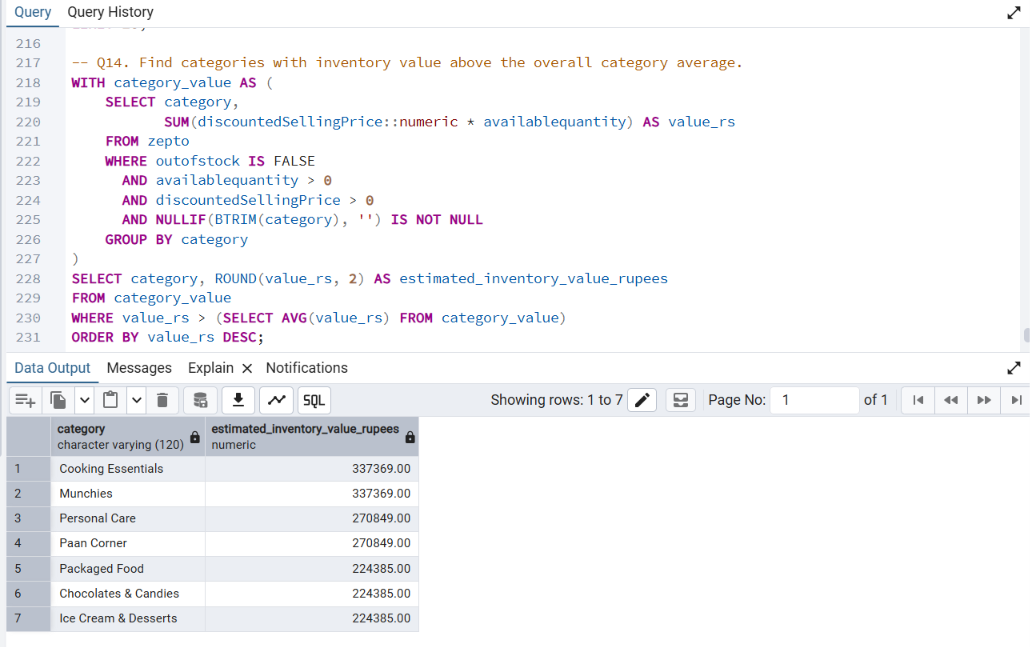 Query Query History
216
217 -- Q14. Find categories with inventory value above the overall category average.
218 WITH category_value AS (
219 SELECT category,
220 SUM(discountedSellingPrice::numeric * availablequantity) AS value_rs
221 FROM zepto
222 WHERE outofstock IS FALSE
223 AND availablequantity > 0
224 AND discountedSellingPrice > 0
225 AND NULLIF(BTRIM(category), '') IS NOT NULL
226 GROUP BY category
227 )
228 SELECT category, ROUND(value_rs, 2) AS estimated_inventory_value_rupees
229 FROM category_value
230 WHERE value_rs > (SELECT AVG(value_rs) FROM category_value)
231 ORDER BY value_rs DESC;
Data Output Messages Explain Notifications
SQL Showing rows: 1 to 7 Page No: 1 of 1
category estimated_inventory_value_rupees
character varying (120) numeric
1 Cooking Essentials 337369.00
2 Munchies 337369.00
3 Personal Care 270849.00
4 Paan Corner 270849.00
5 Packaged Food 224385.00
6 Chocolates & Candies 224385.00
7 Ice Cream & Desserts 224385.00